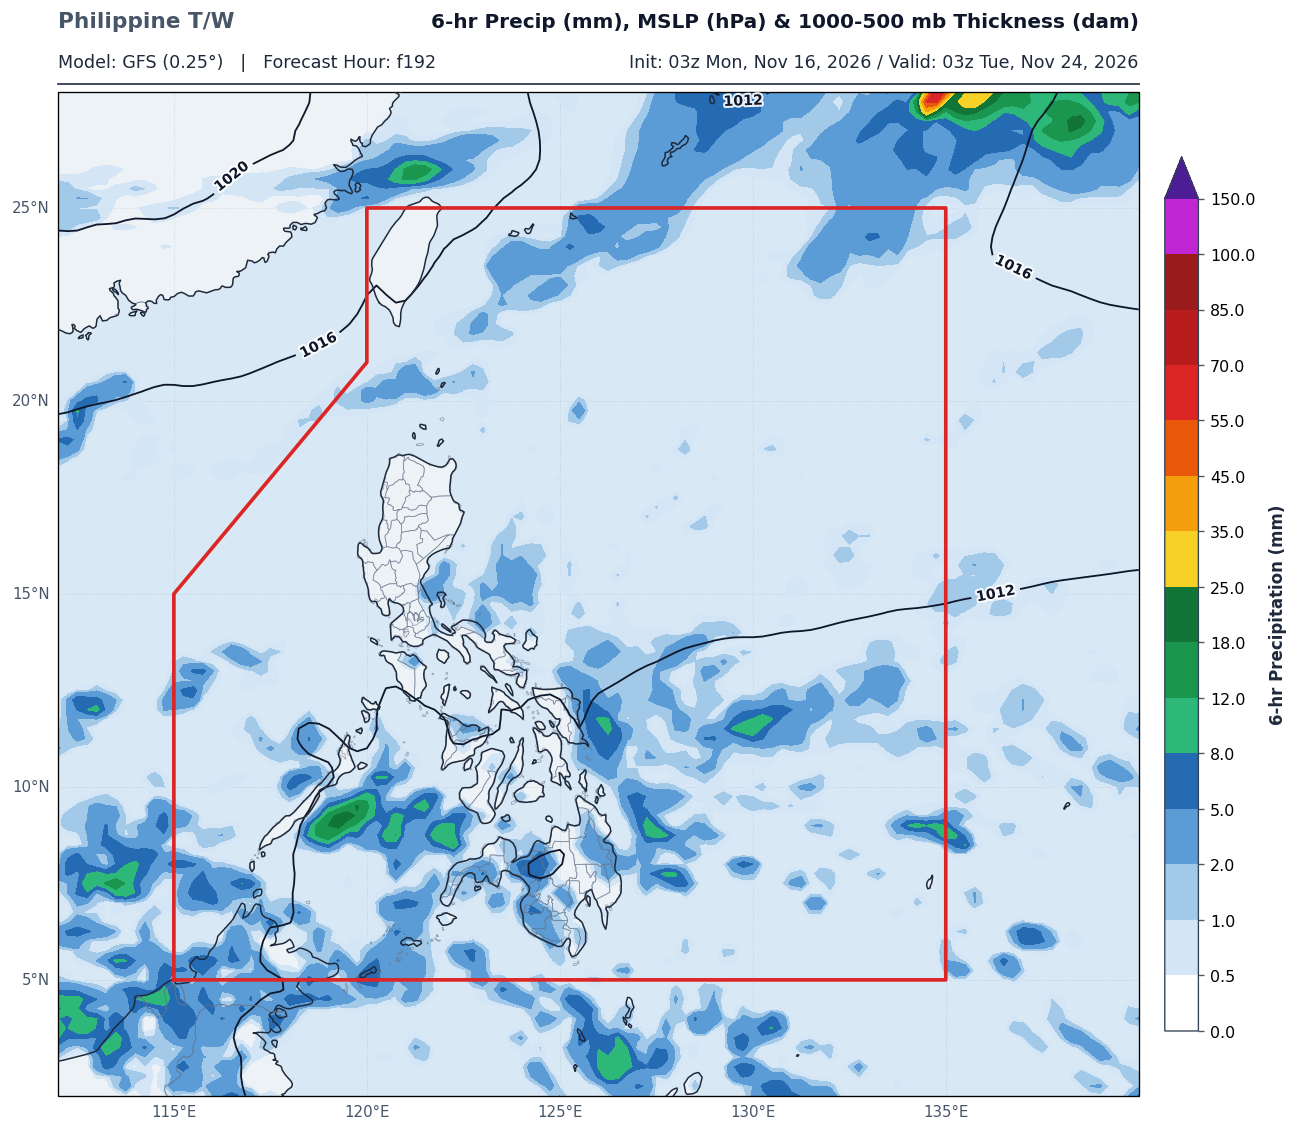 Philippine T/W
6-hr Precip (mm), MSLP (hPa) & 1000-500 mb Thickness (dam)
Model: GFS (0.25°)   |   Forecast Hour: f192
Init: 03z Mon, Nov 16, 2026 / Valid: 03z Tue, Nov 24, 2026
1012
1020
1016
1016
1012
25°N
20°N
15°N
10°N
5°N
115°E
120°E
125°E
130°E
135°E
150.0
100.0
85.0
70.0
55.0
45.0
35.0
25.0
18.0
12.0
8.0
5.0
2.0
1.0
0.5
0.0
6-hr Precipitation (mm)